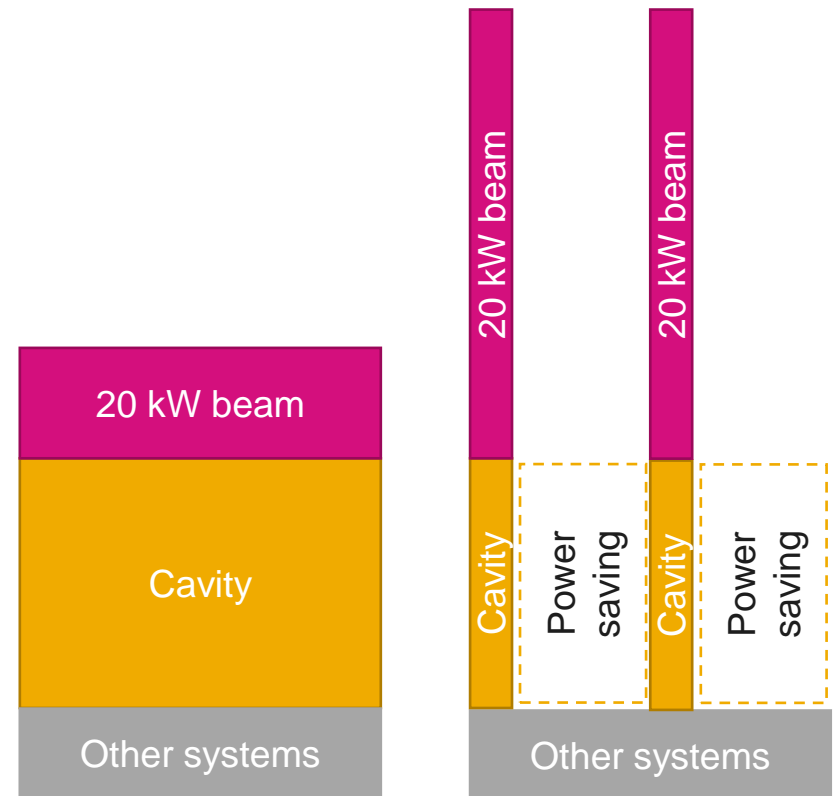 20 kW beam
Cavity
Other systems
20 kW beam
Cavity
Power
saving
20 kW beam
Cavity
Power
saving
Other systems